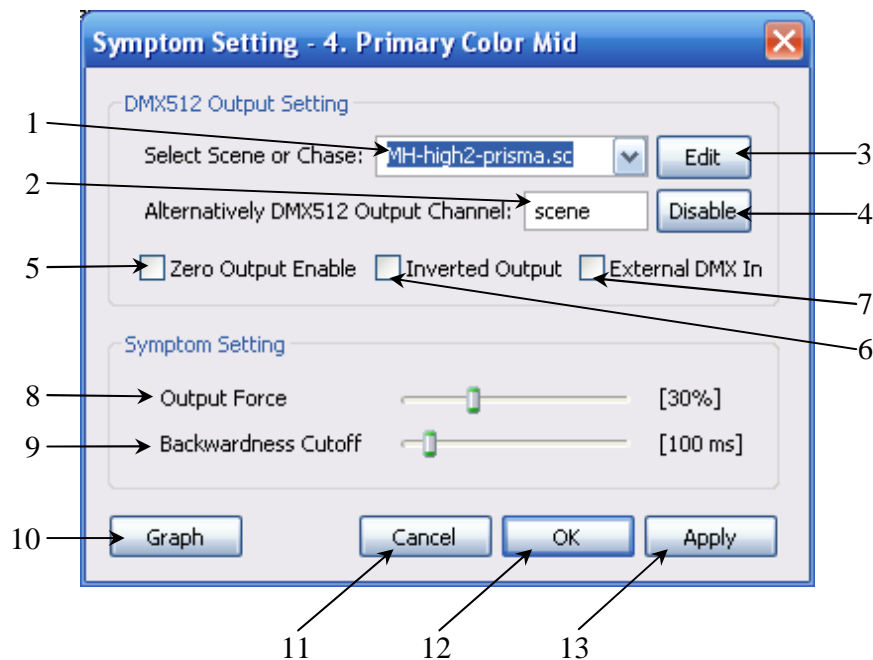 Symptom Setting - 4. Primary Color Mid
DMX512 Output Setting
1
Select Scene or Chase: MH-high2-prisma.sc Edit
3
2
Alternatively DMX512 Output Channel: scene Disable
4
5
Zero Output Enable Inverted Output External DMX In
7
6
Symptom Setting
8
Output Force [30%]
9
Backwardness Cutoff [100 ms]
10
Graph Cancel OK Apply
11 12 13